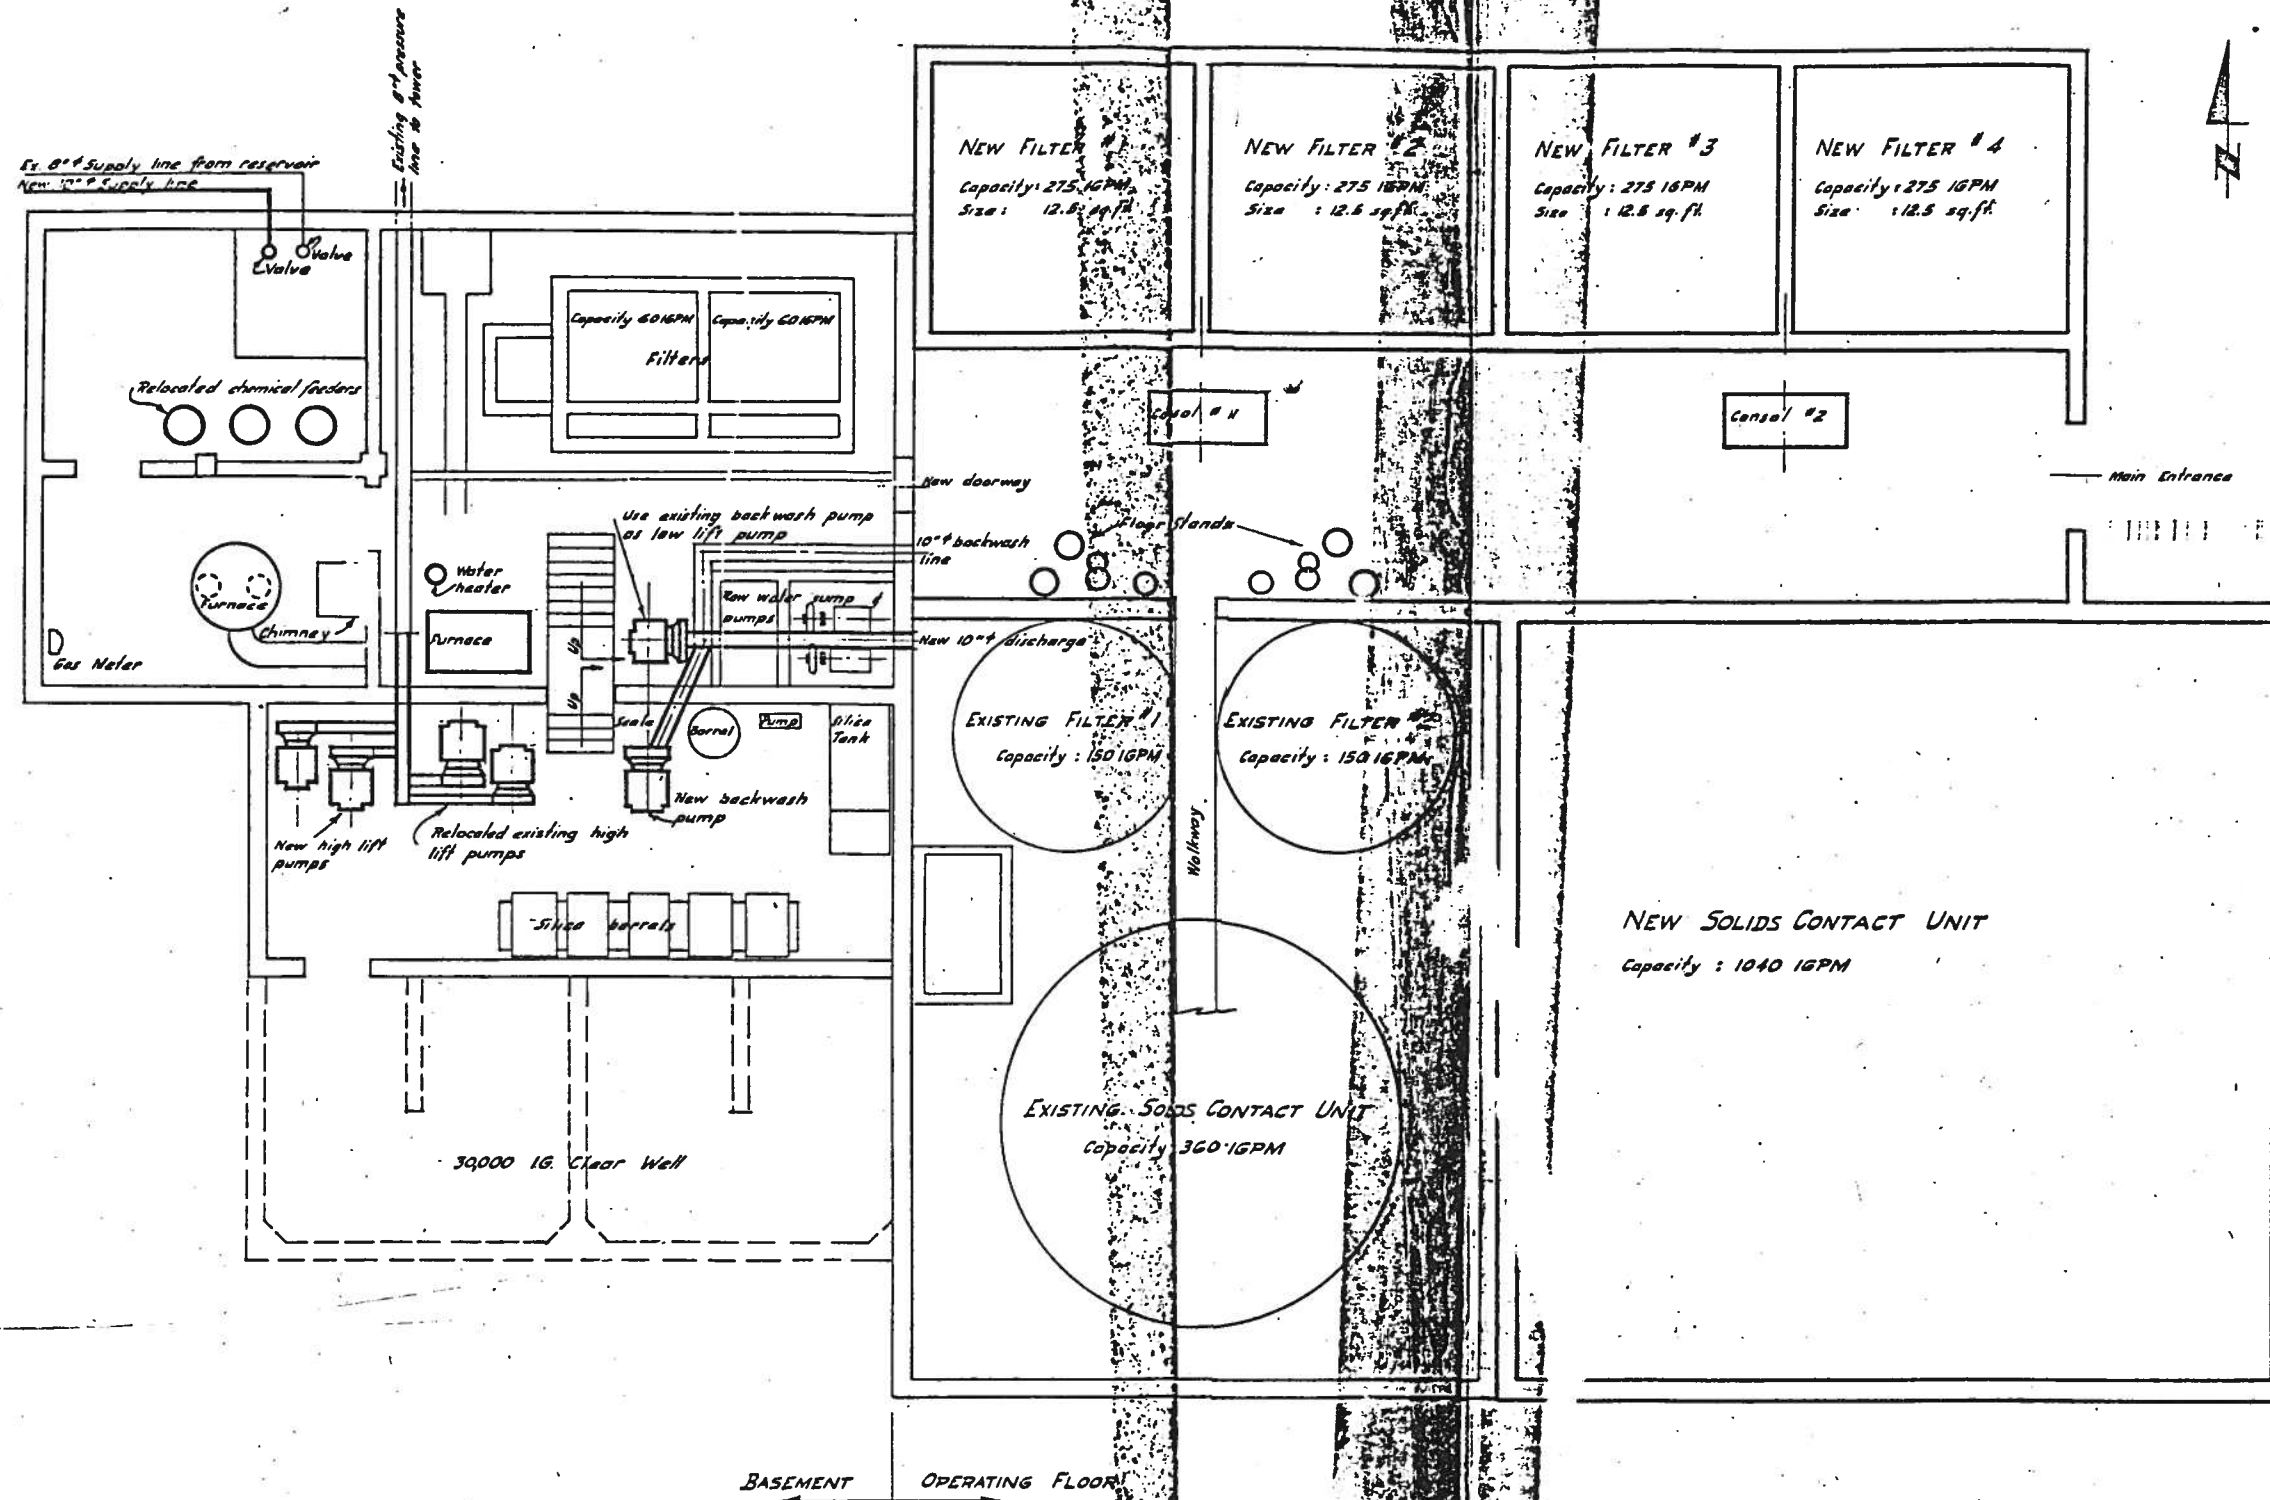 Existing 8"ϕ pressure
line to tower
Ex. 8"ϕ Supply line from reservoir
New 10"ϕ Supply line
Valve
Valve
NEW FILTER
Capacity: 275 IGPM
Size : 12.5 sq.ft.
NEW FILTER #2
Capacity: 275 IGPM
Size : 12.5 sq.ft.
NEW FILTER #3
Capacity: 275 IGPM
Size : 12.5 sq.ft.
NEW FILTER #4
Capacity: 275 IGPM
Size : 12.5 sq.ft.
N
Capacity 60 IGPM
Capacity 60 IGPM
Filters
Relocated chemical feeders
Consol #
Consol #2
Main Entrance
New doorway
Use existing backwash pump
as low lift pump
10"ϕ backwash
line
Floor Stands
Water
heater
Furnace
Chimney
Furnace
Gas Meter
Up
Up
Raw water sump
pumps
New 10"ϕ discharge
Scale
Barrel
Pump
Silica
Tank
EXISTING FILTER #1
Capacity : 150 IGPM
EXISTING FILTER
Capacity : 150 IGPM
New high lift
pumps
Relocated existing high
lift pumps
New backwash
pump
Walkway
Silica barrels
NEW SOLIDS CONTACT UNIT
Capacity : 1040 IGPM
EXISTING SOLIDS CONTACT UNIT
Capacity 360 IGPM
30,000 I.G. Clear Well
BASEMENT
OPERATING FLOOR